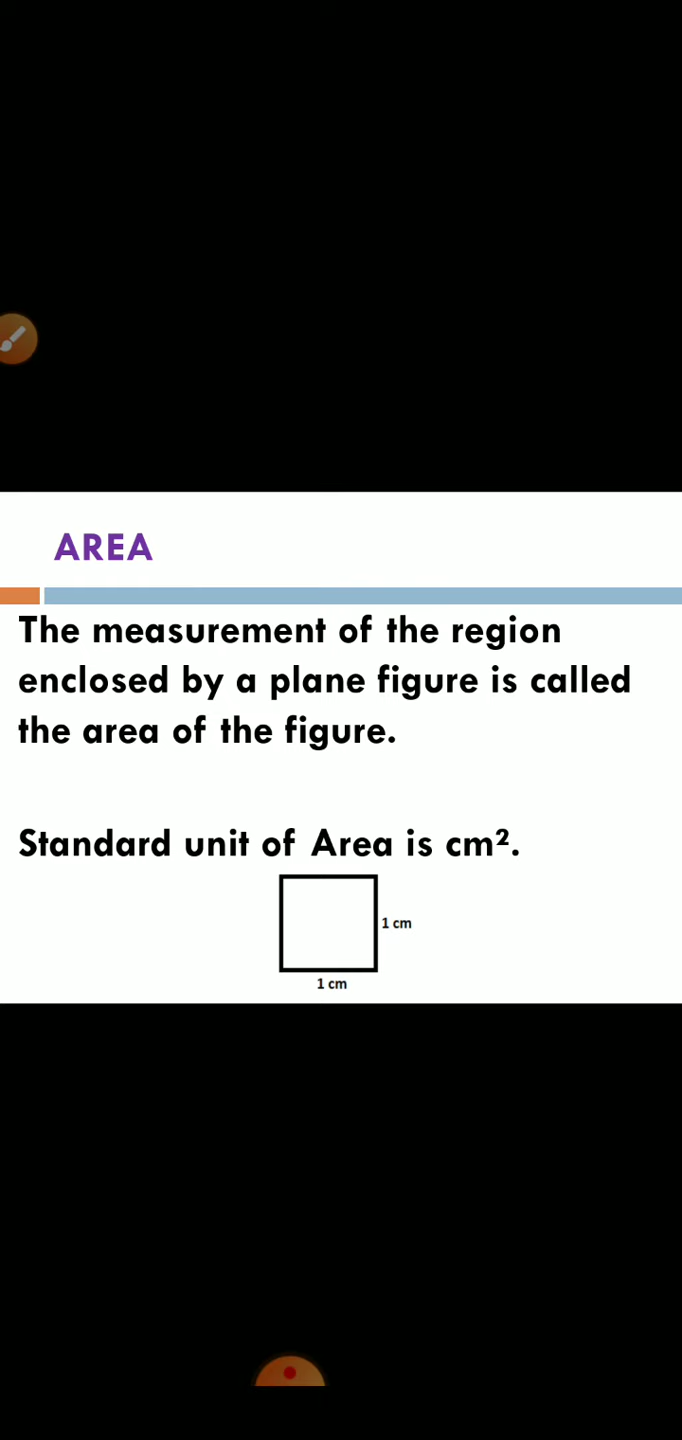 AREA
The measurement of the region
enclosed by a plane figure is called
the area of the figure.
Standard unit of Area is cm².
1 cm
1 cm